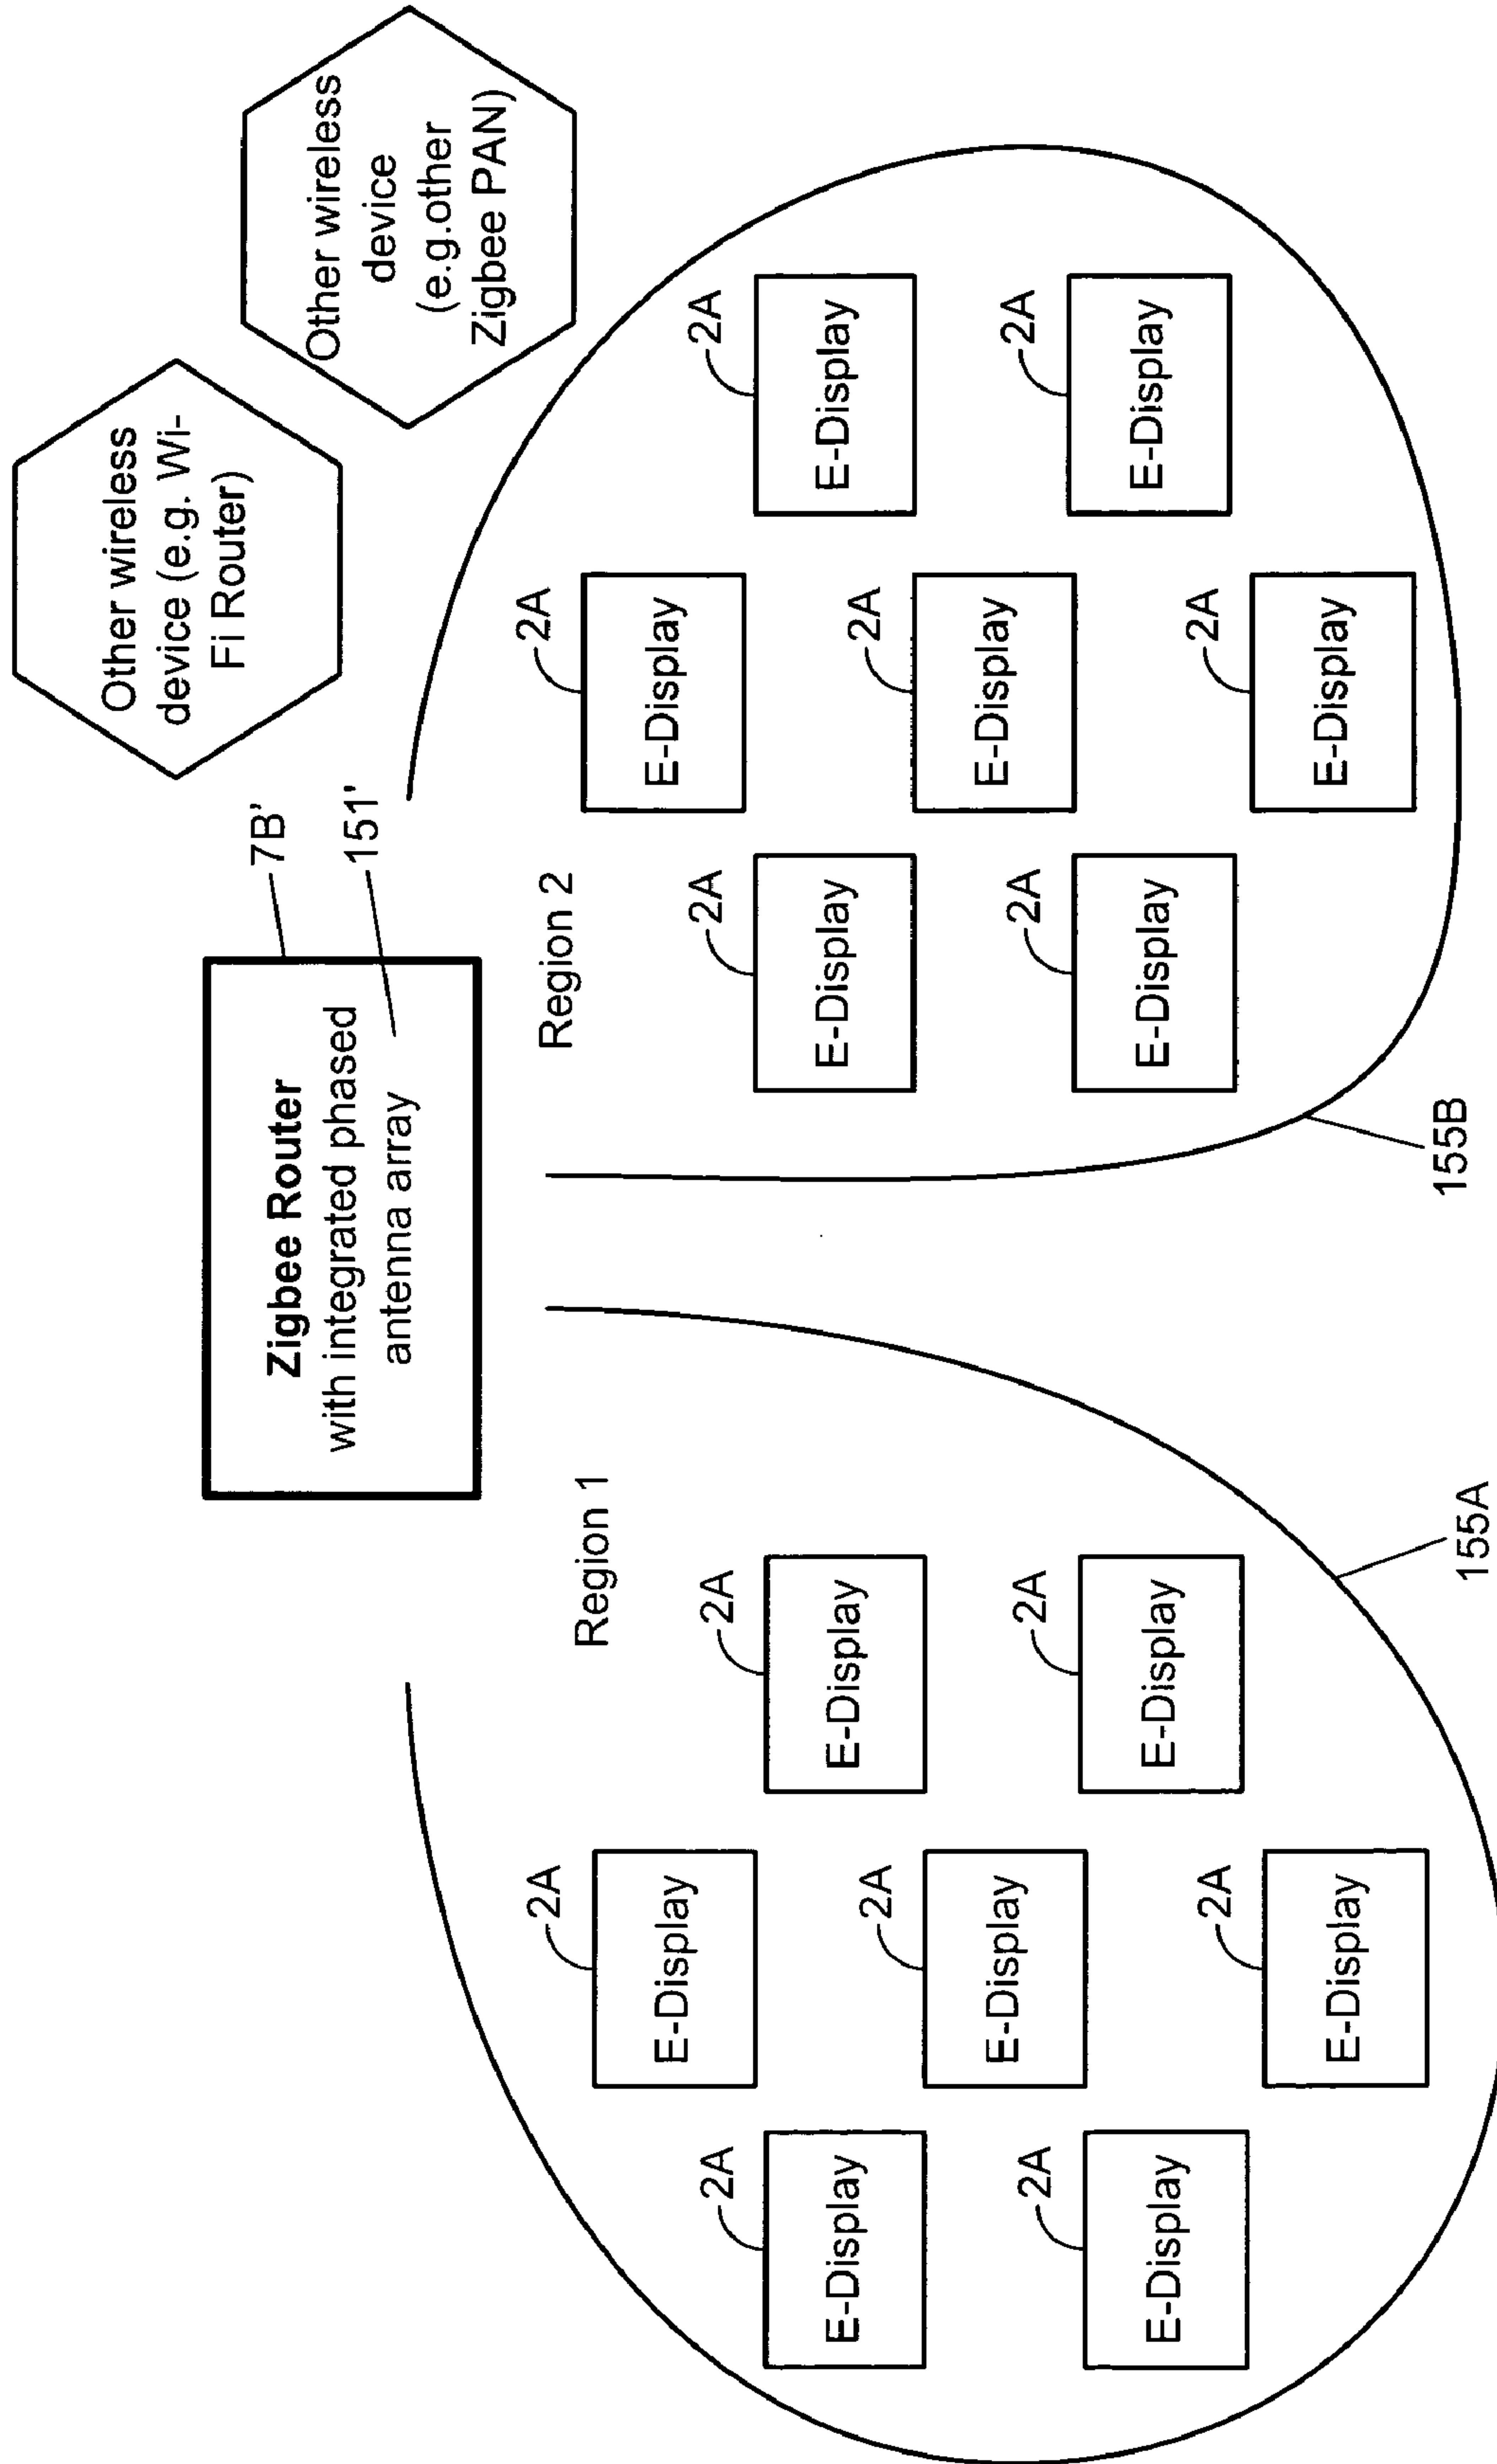 Other wireless
device (e.g. Wi-
Fi Router)
Other wireless
device
(e.g.other
Zigbee PAN)
7B'
151'
Zigbee Router
with integrated phased
antenna array
Region 1
2A
E-Display
2A
E-Display
2A
E-Display
2A
E-Display
2A
E-Display
2A
E-Display
2A
E-Display
155A
Region 2
2A
E-Display
2A
E-Display
2A
E-Display
2A
E-Display
2A
E-Display
2A
E-Display
2A
E-Display
155B